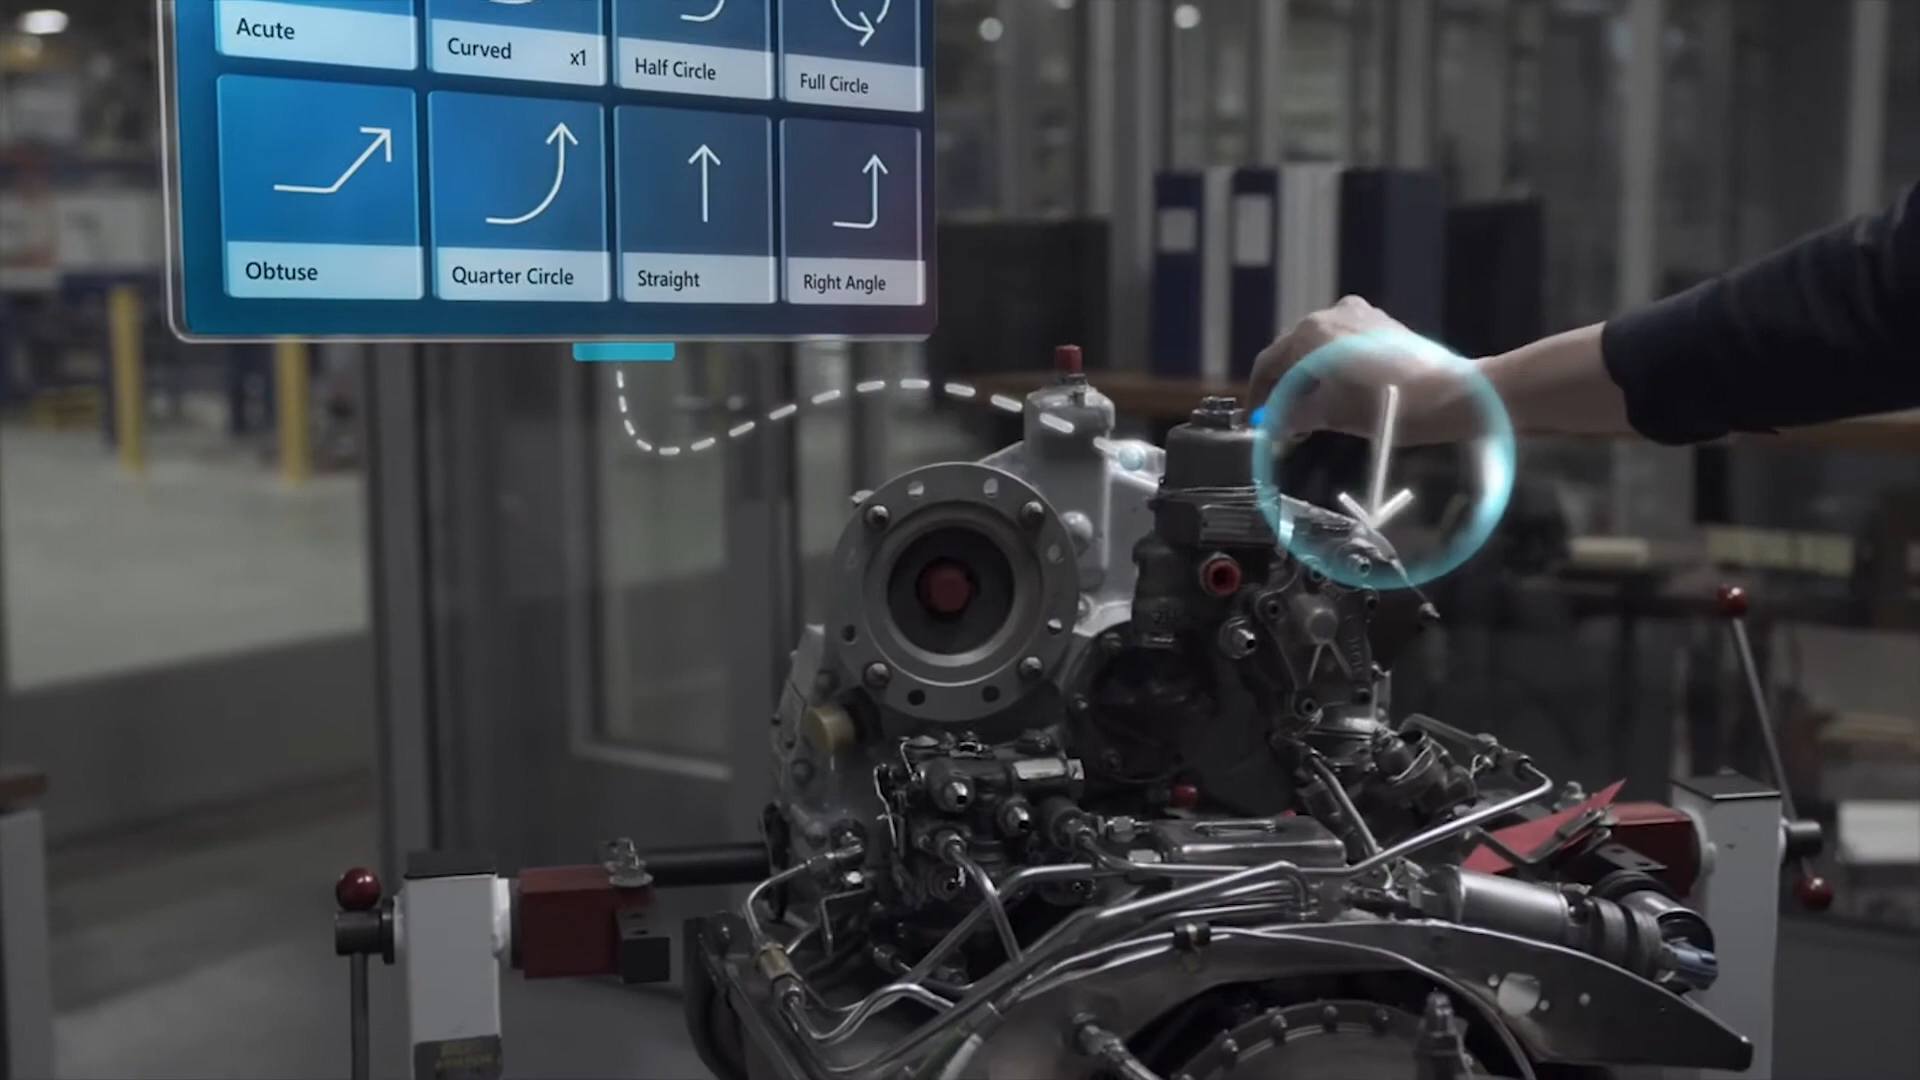 Acute
Curved x1
Half Circle
Full Circle
Obtuse
Quarter Circle
Straight
Right Angle